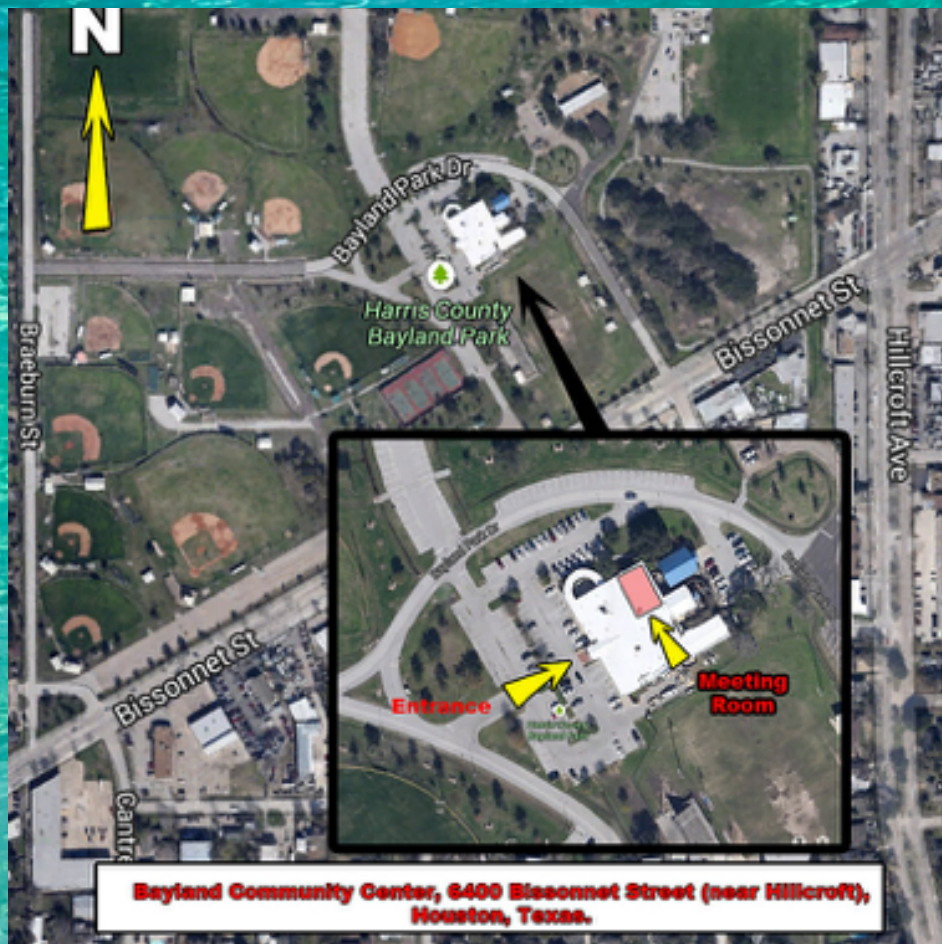 N
Bayland Park Dr
Harris County
Bayland Park
Bissonnet St
Braeburn St
Hillcroft Ave
Bayland Park Dr
Entrance
Meeting
Room
Bissonnet St
Bayland Community Center, 6400 Bissonnet Street (near Hillcroft),
Houston, Texas.